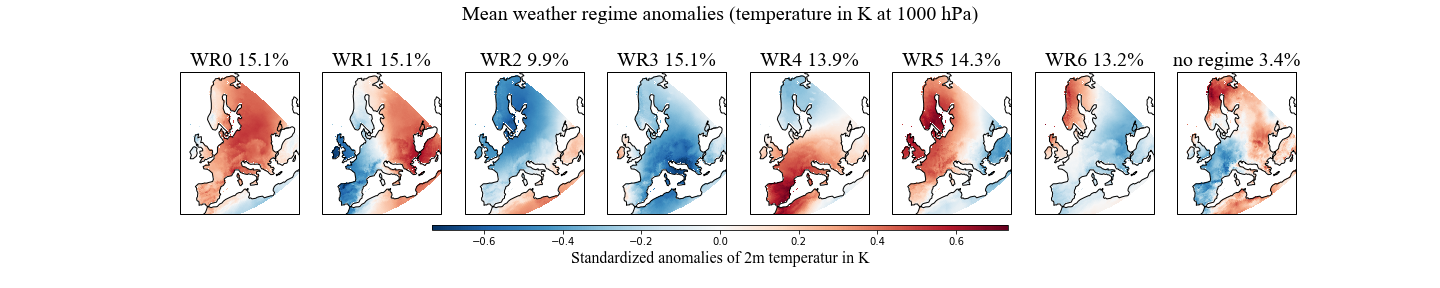 Mean weather regime anomalies (temperature in K at 1000 hPa)
WR0 15.1% WR1 15.1% WR2 9.9% WR3 15.1% WR4 13.9% WR5 14.3% WR6 13.2% no regime 3.4%
−0.6 −0.4 −0.2 0.0 0.2 0.4 0.6
Standardized anomalies of 2m temperatur in K